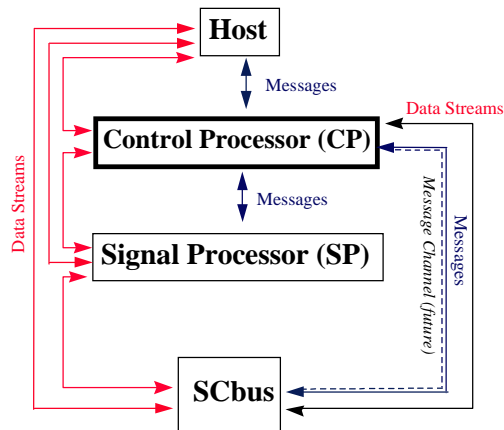 Host
Messages
Data Streams
Control Processor (CP)
Messages
Signal Processor (SP)
Data Streams
Message Channel (future)
Messages
SCbus